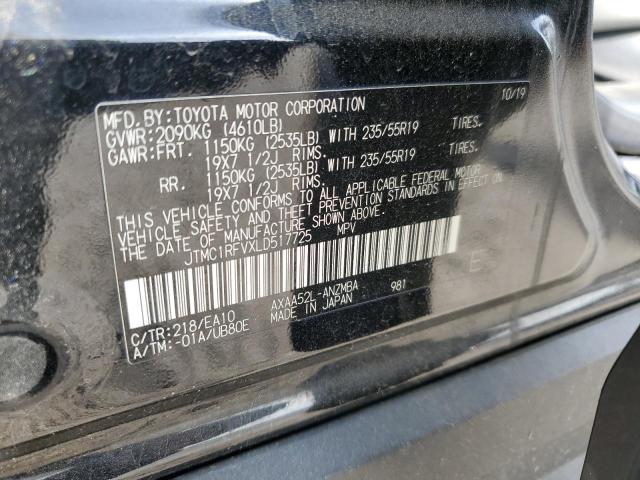 MFD.BY:TOYOTA MOTOR CORPORATION 10/19
GVWR:2090KG (4610LB)
GAWR:FRT. 1150KG (2535LB) WITH 235/55R19 TIRES.
19X7 1/2J RIMS.
RR. 1150KG (2535LB) WITH 235/55R19 TIRES.
19X7 1/2J RIMS.
THIS VEHICLE CONFORMS TO ALL APPLICABLE FEDERAL MOTOR
VEHICLE SAFETY AND THEFT PREVENTION STANDARDS IN EFFECT ON
THE DATE OF MANUFACTURE SHOWN ABOVE.
JTMC1RFVXLD517725 MPV
E
C/TR:218/EA10 AXAA52L-ANZMBA 981
A/TM:-01A/UB80E MADE IN JAPAN